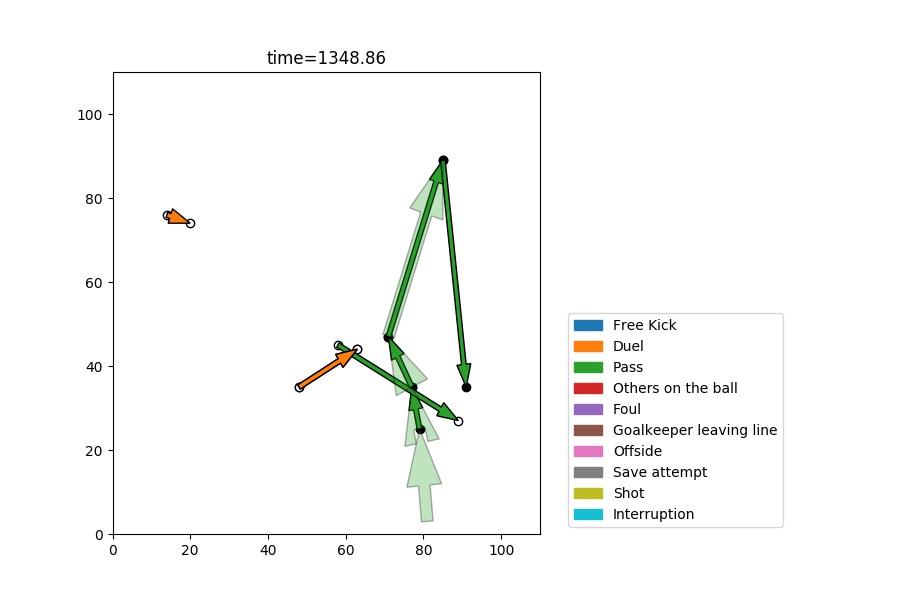 time=1348.86
100
80
60
40
20
0
0 20 40 60 80 100
Free Kick
Duel
Pass
Others on the ball
Foul
Goalkeeper leaving line
Offside
Save attempt
Shot
Interruption